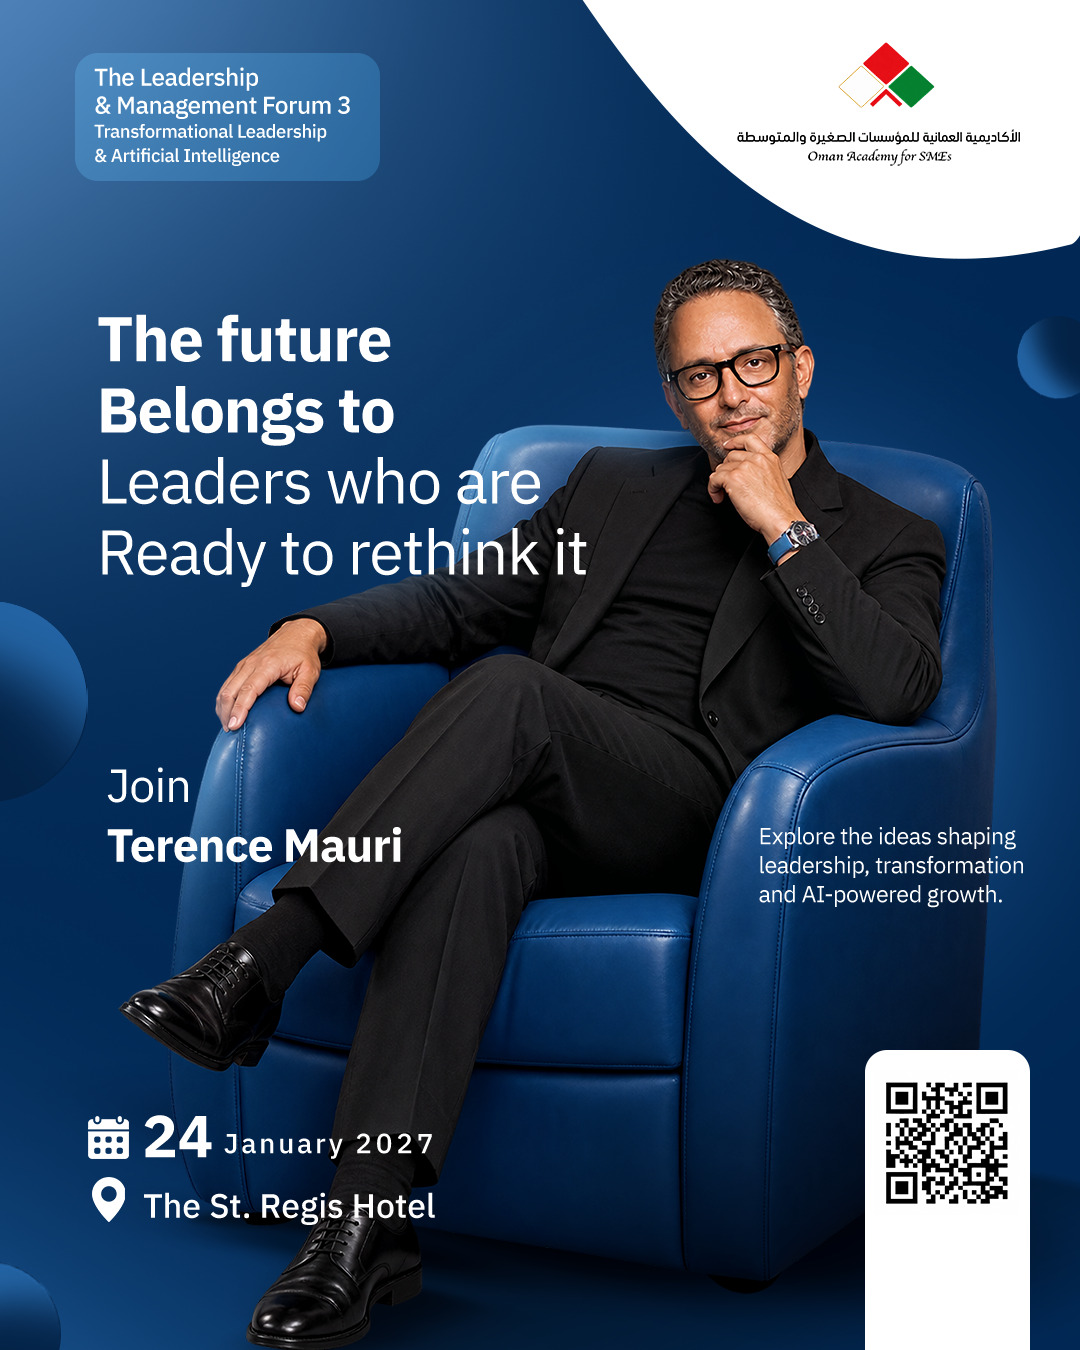 The Leadership
& Management Forum 3
Transformational Leadership
& Artificial Intelligence
الأكاديمية العمانية للمؤسسات الصغيرة والمتوسطة
Oman Academy for SMEs
The future
Belongs to
Leaders who are
Ready to rethink it
Join
Terence Mauri
Explore the ideas shaping
leadership, transformation
and AI-powered growth.
24 January 2027
The St. Regis Hotel